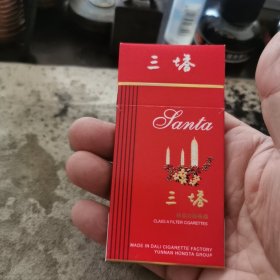 三塔
Santa
三塔
CLASS A FILTER CIGARETTES
MADE IN DALI CIGARETTE FACTORY
YUNNAN HONGTA GROUP